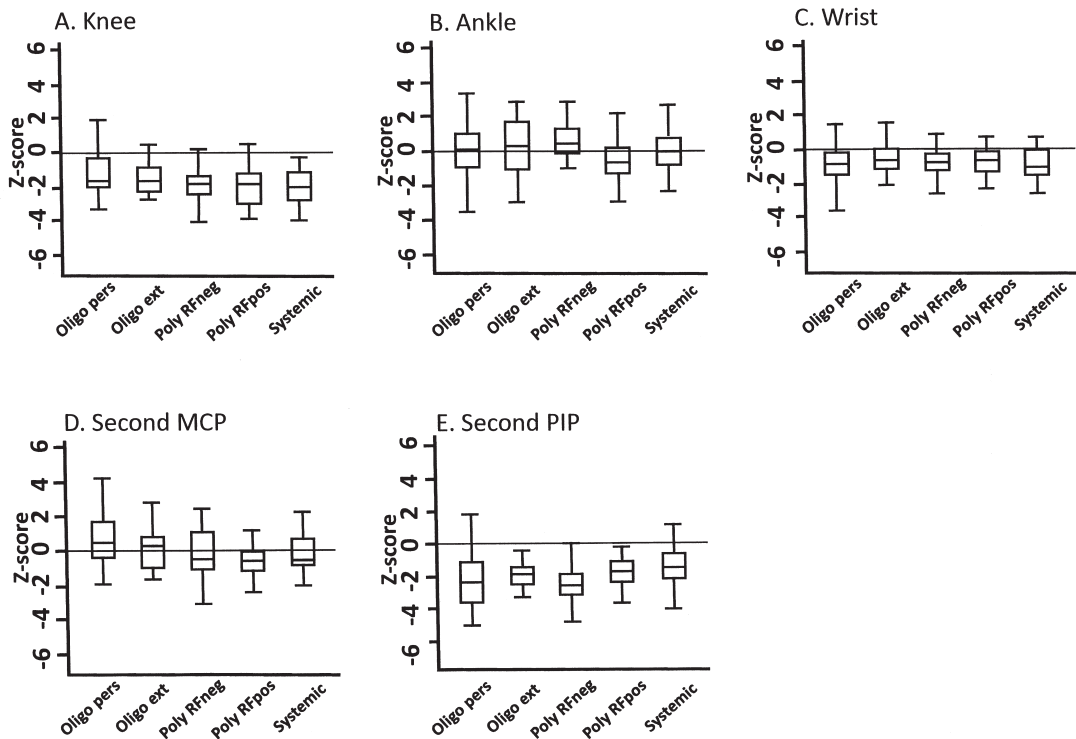 A. Knee
6
4
2
0
-2
-4
-6
Z-score
Oligo pers
Oligo ext
Poly RFneg
Poly RFpos
Systemic
B. Ankle
6
4
2
0
-2
-4
-6
Z-score
Oligo pers
Oligo ext
Poly RFneg
Poly RFpos
Systemic
C. Wrist
6
4
2
0
-2
-4
-6
Z-score
Oligo pers
Oligo ext
Poly RFneg
Poly RFpos
Systemic
D. Second MCP
6
4
2
0
-2
-4
-6
Z-score
Oligo pers
Oligo ext
Poly RFneg
Poly RFpos
Systemic
E. Second PIP
6
4
2
0
-2
-4
-6
Z-score
Oligo pers
Oligo ext
Poly RFneg
Poly RFpos
Systemic